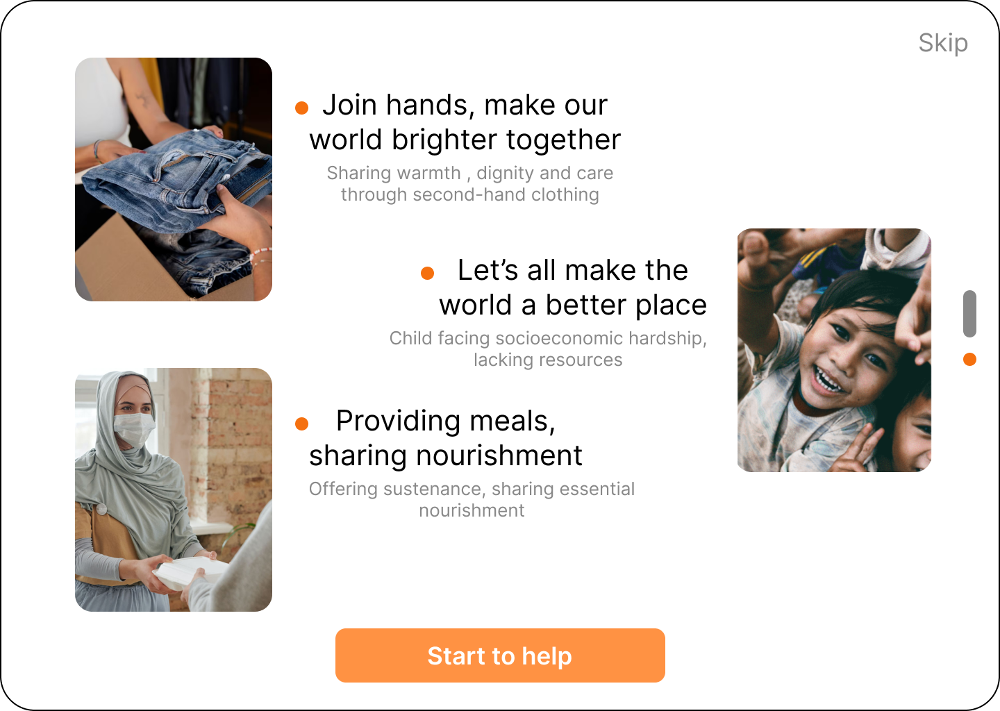 Skip
Join hands, make our
world brighter together
Sharing warmth , dignity and care
through second-hand clothing
Let’s all make the
world a better place
Child facing socioeconomic hardship,
lacking resources
Providing meals,
sharing nourishment
Offering sustenance, sharing essential
nourishment
Start to help